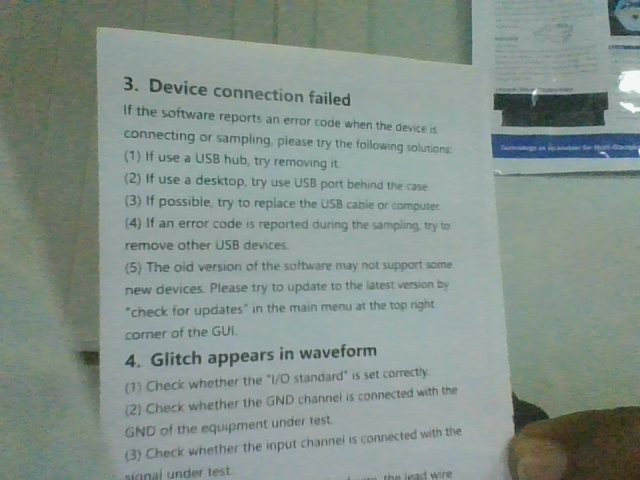 3. Device connection failed
If the software reports an error code when the device is
connecting or sampling, please try the following solutions:
(1) If use a USB hub, try removing it.
(2) If use a desktop, try use USB port behind the case.
(3) If possible, try to replace the USB cable or computer.
(4) If an error code is reported during the sampling, try to
remove other USB devices.
(5) The old version of the software may not support some
new devices. Please try to update to the latest version by
"check for updates" in the main menu at the top right
corner of the GUI.
4. Glitch appears in waveform
(1) Check whether the "I/O standard" is set correctly.
(2) Check whether the GND channel is connected with the
GND of the equipment under test.
(3) Check whether the input channel is connected with the
signal under test.
the lead wire